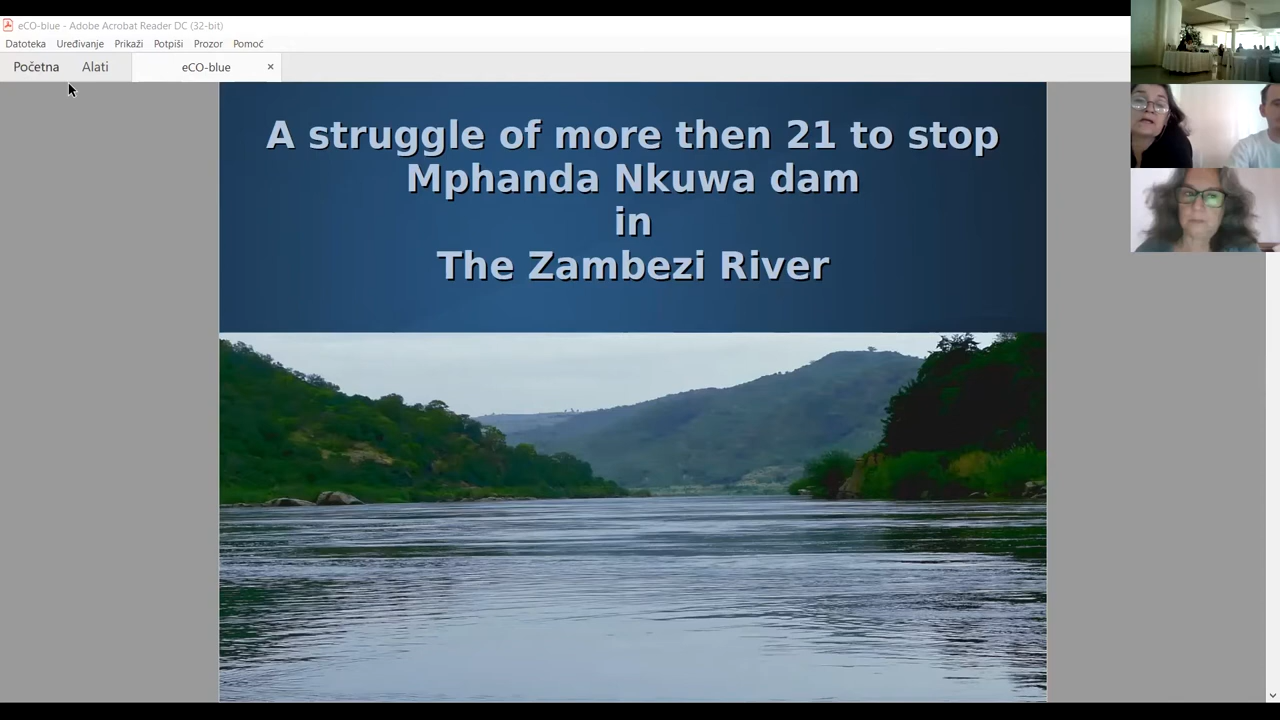 eCO-blue - Adobe Acrobat Reader DC (32-bit)
Datoteka Uređivanje Prikaži Potpiši Prozor Pomoć
Početna Alati eCO-blue ×
A struggle of more then 21 to stop
Mphanda Nkuwa dam
in
The Zambezi River